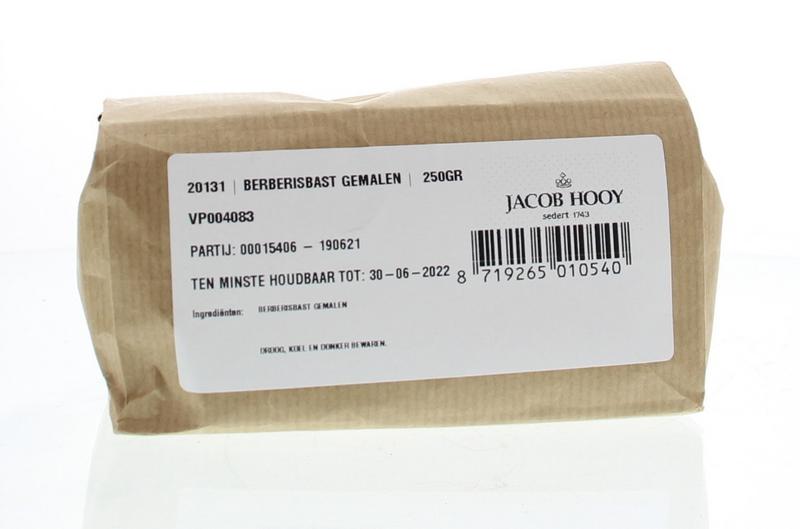 20131 | BERBERISBAST GEMALEN | 250GR
JACOB HOOY
sedert 1743
VP004083
PARTIJ: 00015406 – 190621
TEN MINSTE HOUDBAAR TOT: 30-06-2022
8 719265 010540
Ingrediënten: BERBERISBAST GEMALEN
DROOG, KOEL EN DONKER BEWAREN.